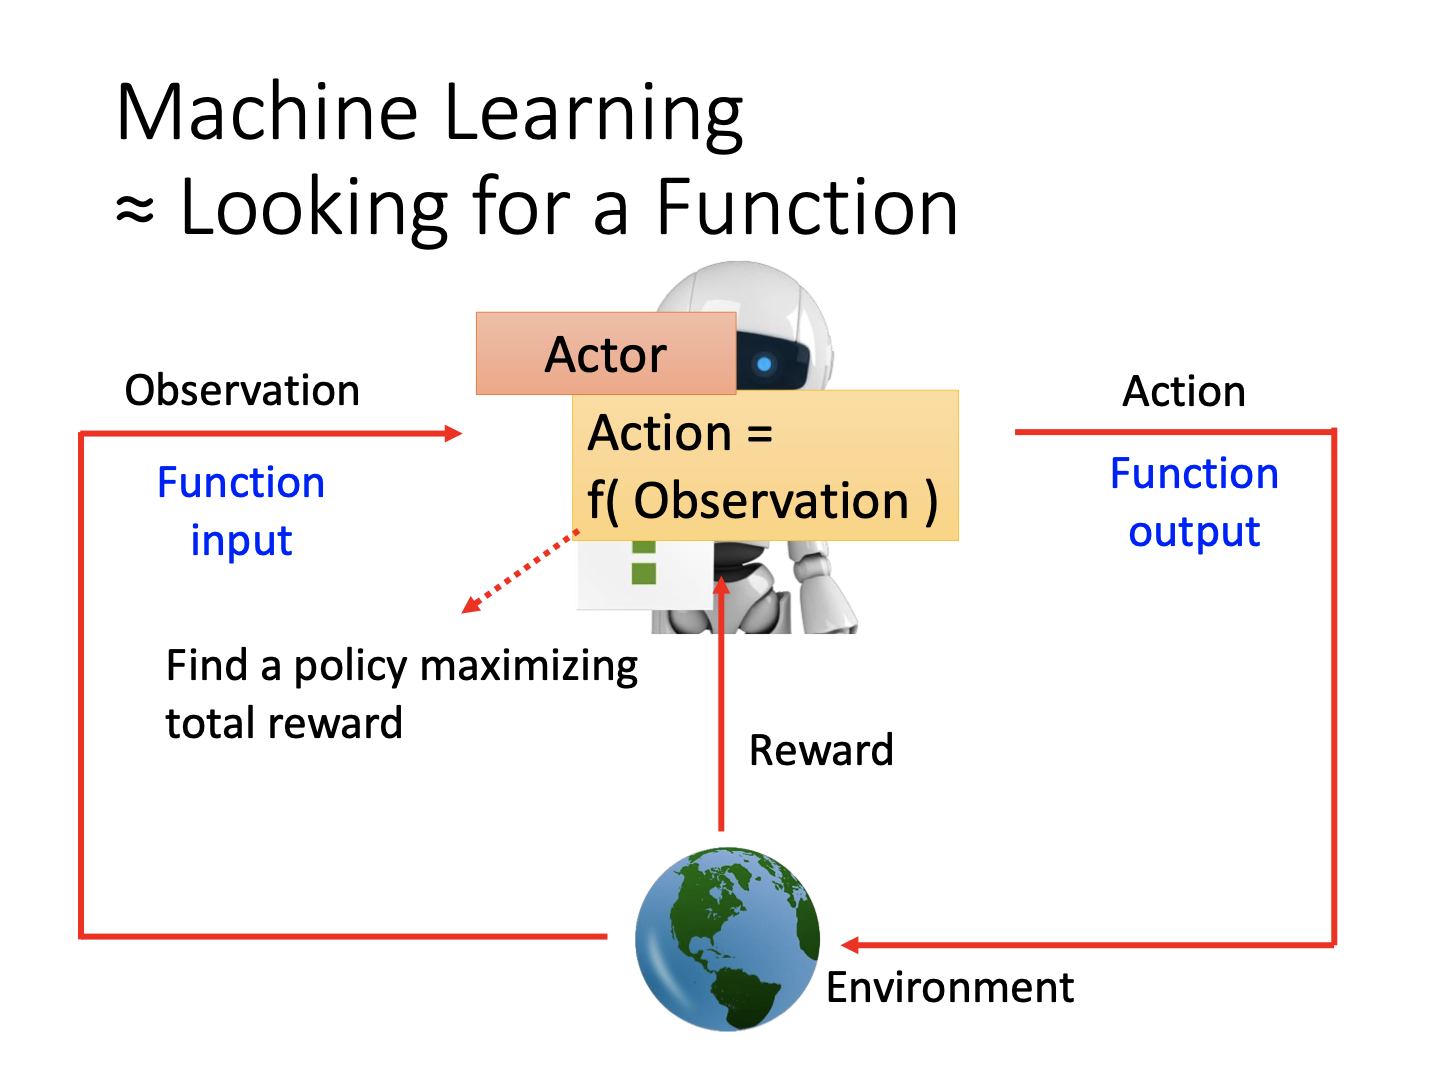 Machine Learning
≈ Looking for a Function
Actor
Observation
Action
Action =
f( Observation )
Function
input
Function
output
Find a policy maximizing
total reward
Reward
Environment